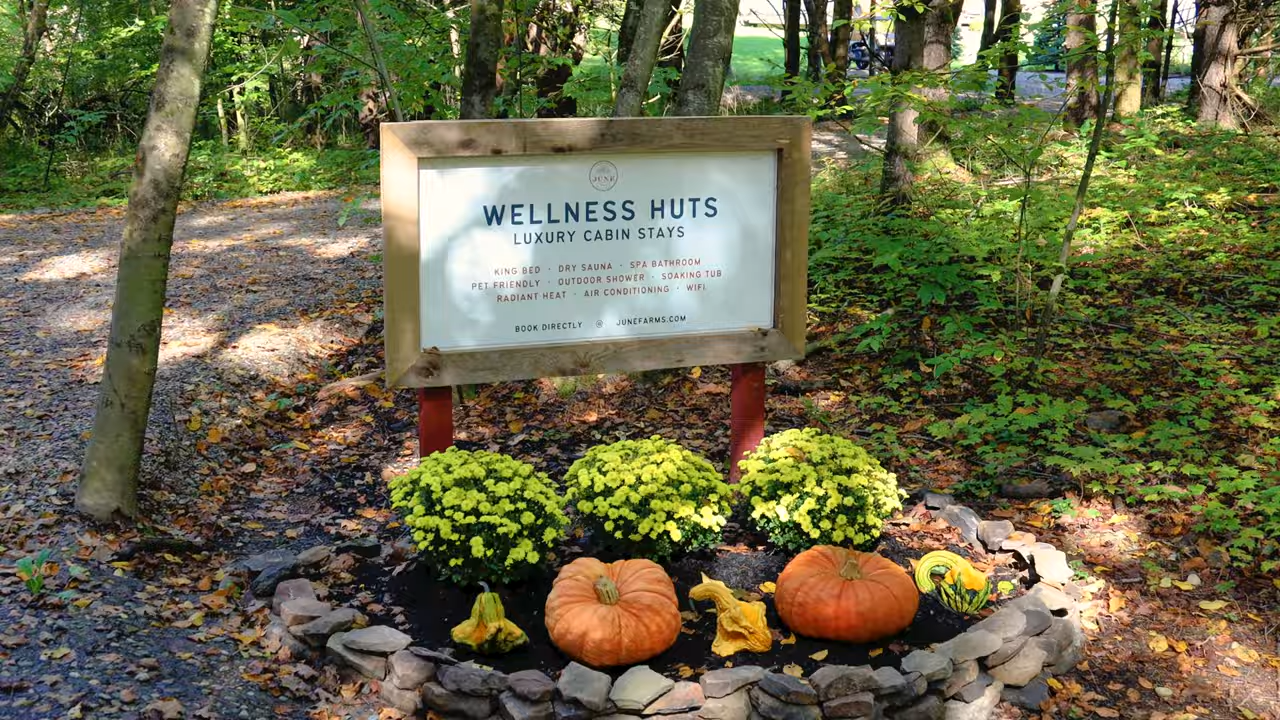 JUNE
WELLNESS HUTS
LUXURY CABIN STAYS
KING BED · DRY SAUNA · SPA BATHROOM
PET FRIENDLY · OUTDOOR SHOWER · SOAKING TUB
RADIANT HEAT · AIR CONDITIONING · WIFI
BOOK DIRECTLY @ JUNEFARMS.COM